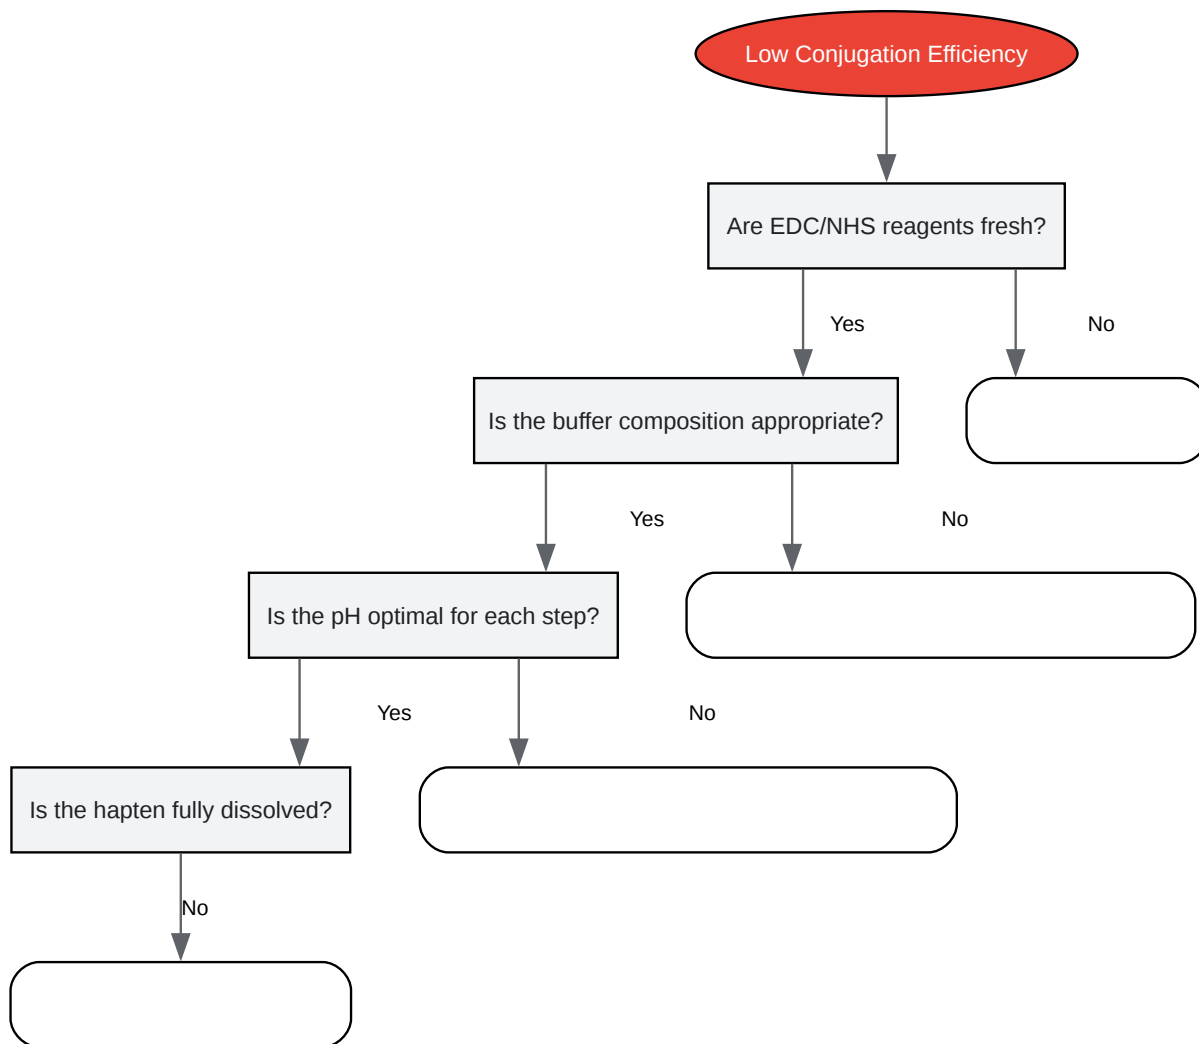 Low Conjugation Efficiency
Are EDC/NHS reagents fresh?
Yes
No
Is the buffer composition appropriate?
Yes
No
Is the pH optimal for each step?
Yes
No
Is the hapten fully dissolved?
No